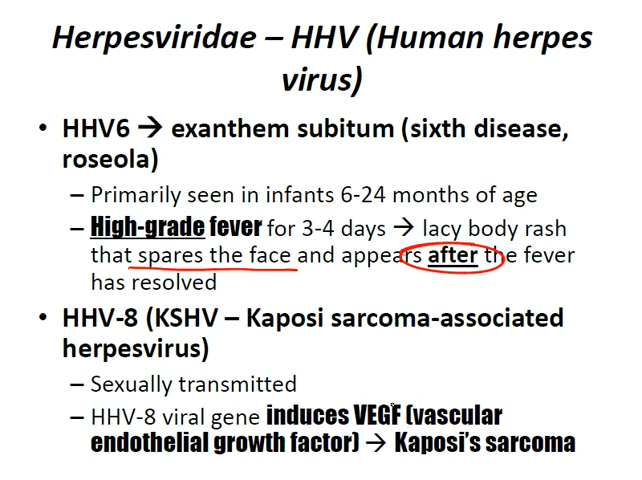 Herpesviridae – HHV (Human herpes
virus)
• HHV6 → exanthem subitum (sixth disease,
roseola)
– Primarily seen in infants 6-24 months of age
– High-grade fever for 3-4 days → lacy body rash
that spares the face and appears after the fever
has resolved
• HHV-8 (KSHV – Kaposi sarcoma-associated
herpesvirus)
– Sexually transmitted
– HHV-8 viral gene induces VEGF (vascular
endothelial growth factor) → Kaposi's sarcoma